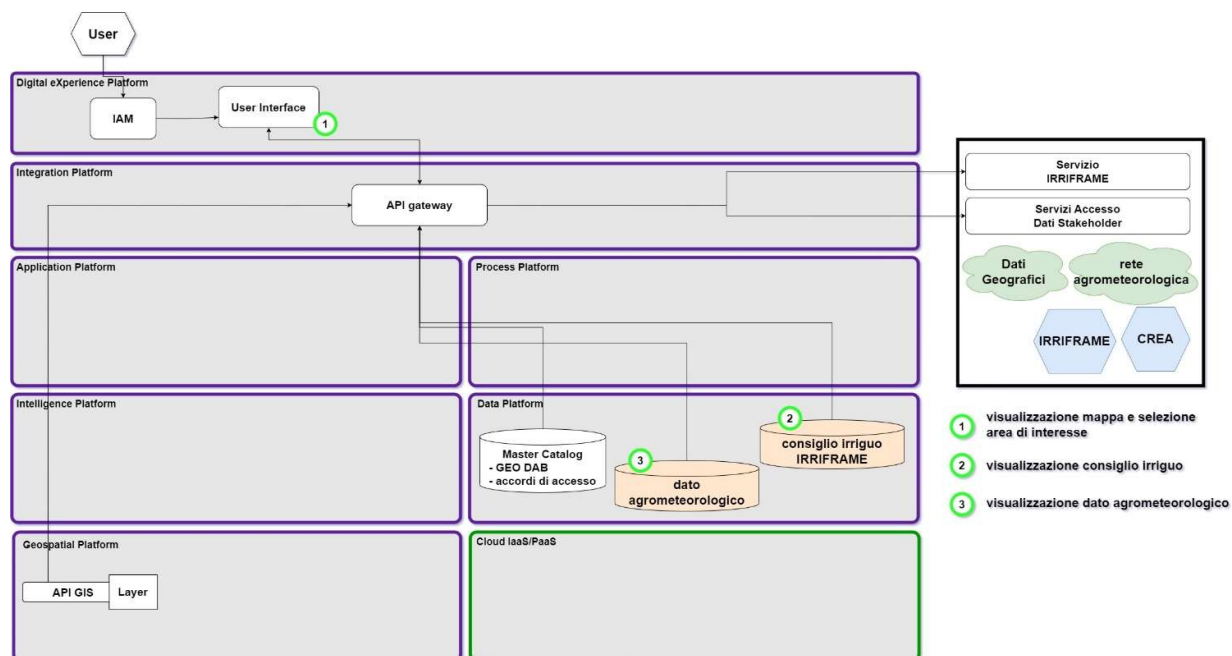 User
Digital eXperience Platform
IAM
User Interface
1
Integration Platform
API gateway
Servizio
IRRIFRAME
Servizi Accesso
Dati Stakeholder
Dati
Geografici
rete
agrometeorologica
IRRIFRAME
CREA
Application Platform
Process Platform
Intelligence Platform
Data Platform
Master Catalog
- GEO DAB
- accordi di accesso
3
dato
agrometeorologico
2
consiglio irriguo
IRRIFRAME
1
visualizzazione mappa e selezione
area di interesse
2
visualizzazione consiglio irriguo
3
visualizzazione dato agrometeorologico
Geospatial Platform
API GIS
Layer
Cloud IaaS/PaaS